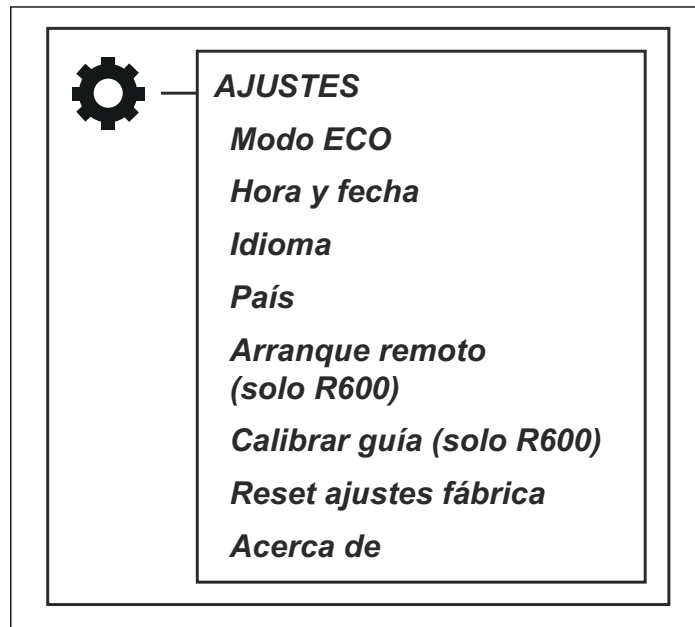 AJUSTES
Modo ECO
Hora y fecha
Idioma
País
Arranque remoto
(solo R600)
Calibrar guía (solo R600)
Reset ajustes fábrica
Acerca de